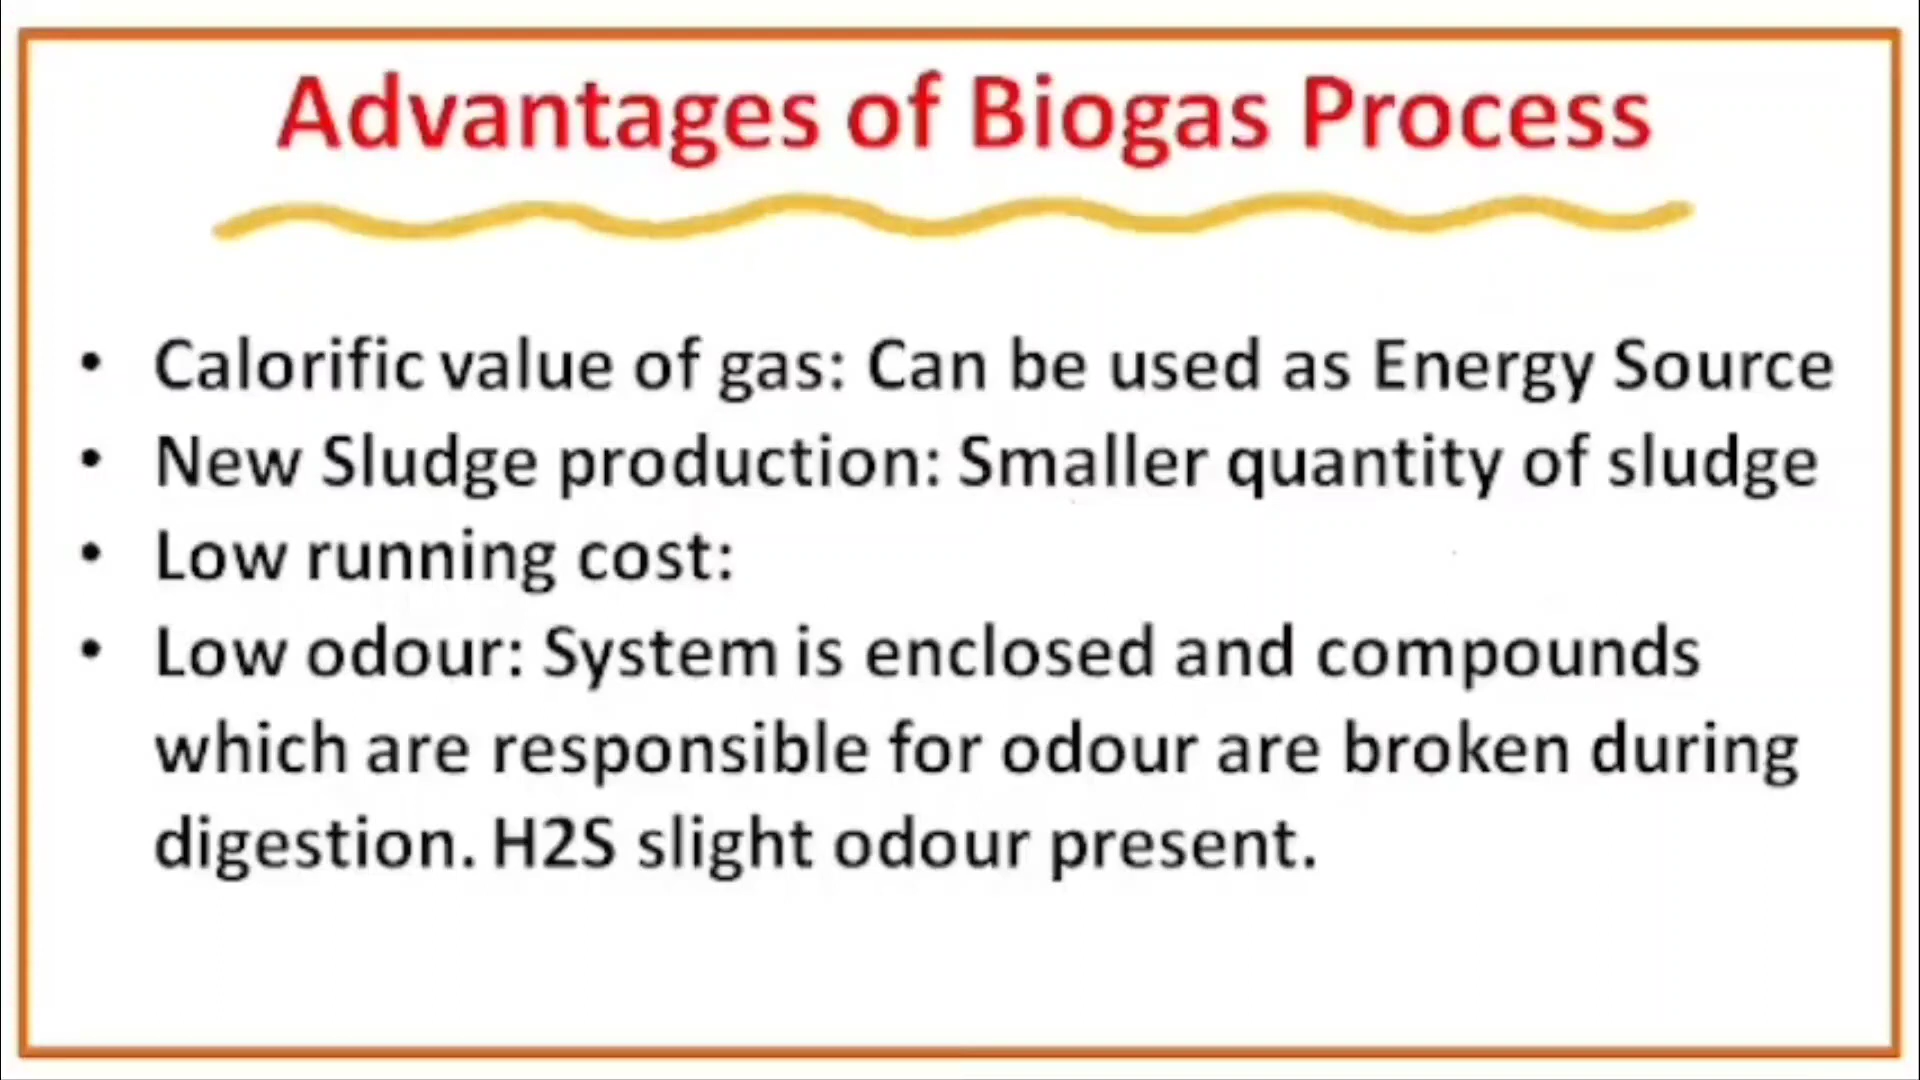 Advantages of Biogas Process
• Calorific value of gas: Can be used as Energy Source
• New Sludge production: Smaller quantity of sludge
• Low running cost:
• Low odour: System is enclosed and compounds
which are responsible for odour are broken during
digestion. H2S slight odour present.